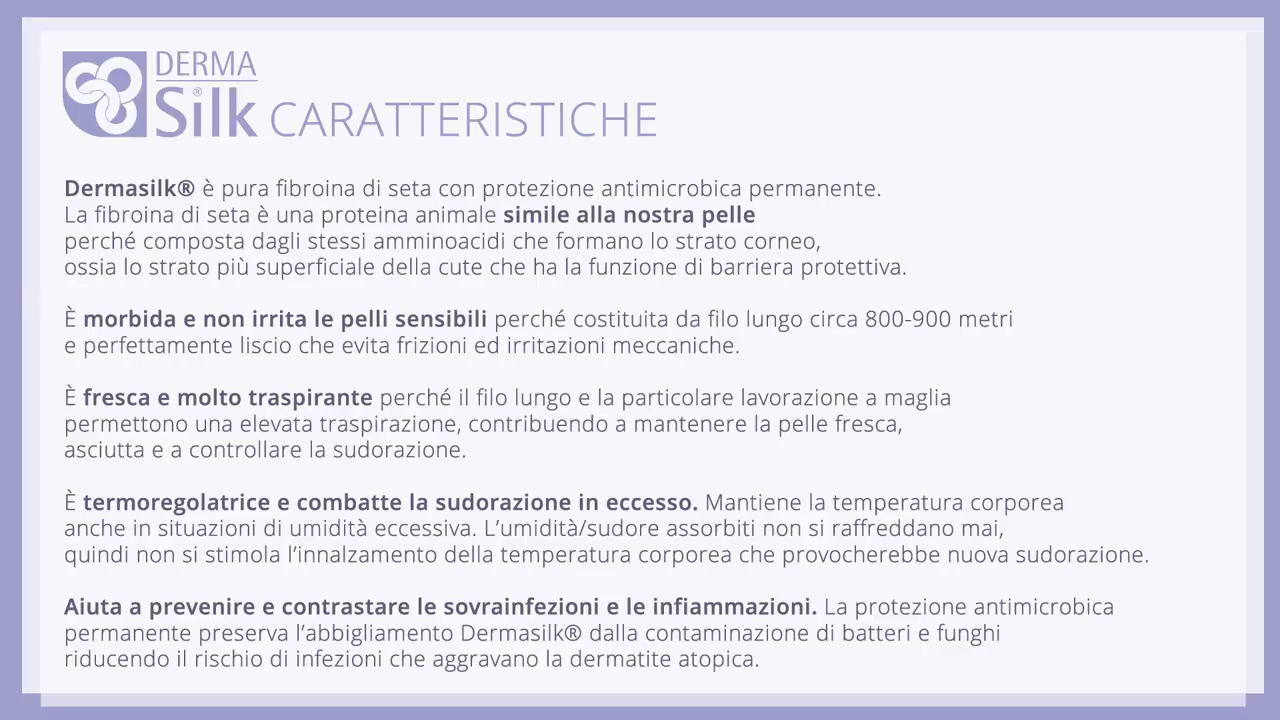 DERMA
Silk® CARATTERISTICHE
Dermasilk® è pura fibroina di seta con protezione antimicrobica permanente.
La fibroina di seta è una proteina animale simile alla nostra pelle
perché composta dagli stessi amminoacidi che formano lo strato corneo,
ossia lo strato più superficiale della cute che ha la funzione di barriera protettiva.
È morbida e non irrita le pelli sensibili perché costituita da filo lungo circa 800-900 metri
e perfettamente liscio che evita frizioni ed irritazioni meccaniche.
È fresca e molto traspirante perché il filo lungo e la particolare lavorazione a maglia
permettono una elevata traspirazione, contribuendo a mantenere la pelle fresca,
asciutta e a controllare la sudorazione.
È termoregolatrice e combatte la sudorazione in eccesso. Mantiene la temperatura corporea
anche in situazioni di umidità eccessiva. L’umidità/sudore assorbiti non si raffreddano mai,
quindi non si stimola l’innalzamento della temperatura corporea che provocherebbe nuova sudorazione.
Aiuta a prevenire e contrastare le sovrainfezioni e le infiammazioni. La protezione antimicrobica
permanente preserva l’abbigliamento Dermasilk® dalla contaminazione di batteri e funghi
riducendo il rischio di infezioni che aggravano la dermatite atopica.